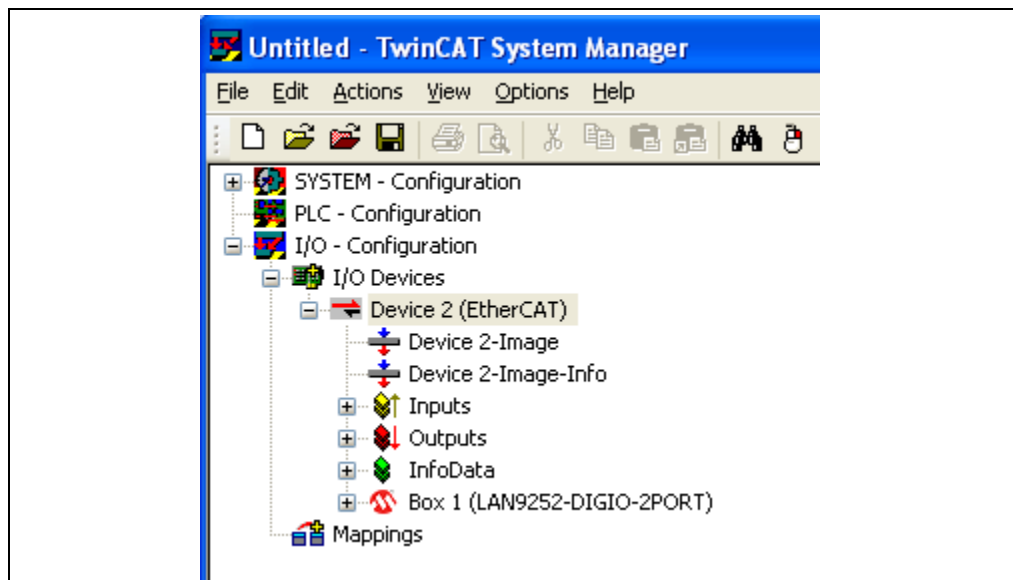 Untitled - TwinCAT System Manager
File Edit Actions View Options Help
SYSTEM - Configuration
PLC - Configuration
I/O - Configuration
I/O Devices
Device 2 (EtherCAT)
Device 2-Image
Device 2-Image-Info
Inputs
Outputs
InfoData
Box 1 (LAN9252-DIGIO-2PORT)
Mappings